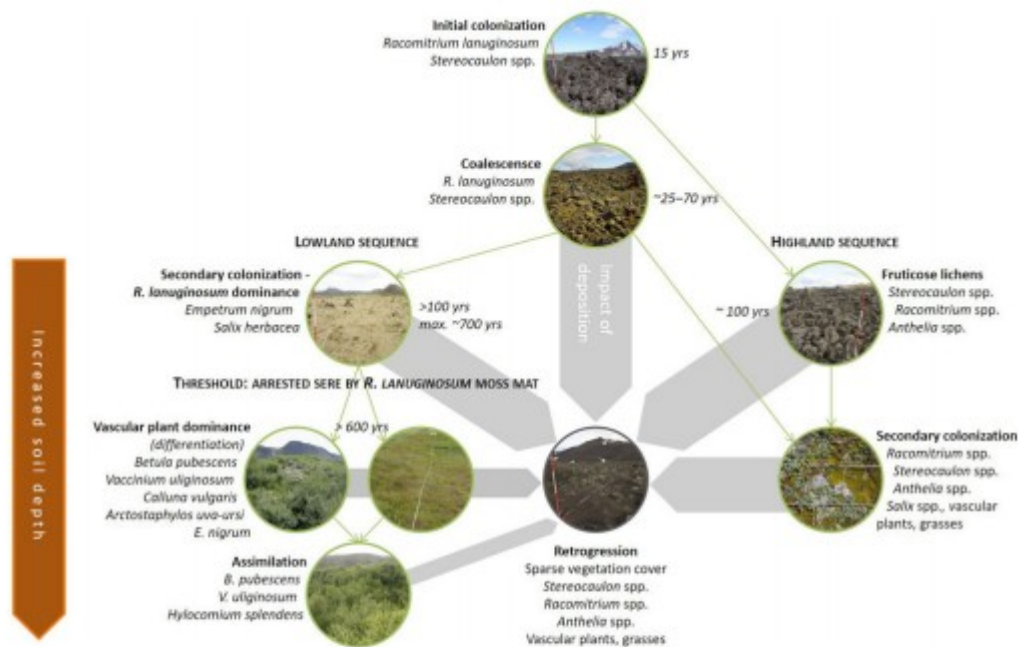 Initial colonization
Racomitrium lanuginosum
Stereocaulon spp.
15 yrs
Coalescensce
R. lanuginosum
Stereocaulon spp.
~25–70 yrs
LOWLAND SEQUENCE
HIGHLAND SEQUENCE
Secondary colonization -
R. lanuginosum dominance
Empetrum nigrum
Salix herbacea
>100 yrs
max. ~700 yrs
Impact of
deposition
~ 100 yrs
Fruticose lichens
Stereocaulon spp.
Racomitrium spp.
Anthelia spp.
THRESHOLD: ARRESTED SERE BY R. LANUGINOSUM MOSS MAT
> 600 yrs
Vascular plant dominance
(differentiation)
Betula pubescens
Vaccinium uliginosum
Calluna vulgaris
Arctostaphylos uva-ursi
E. nigrum
Secondary colonization
Racomitrium spp.
Stereocaulon spp.
Anthelia spp.
Salix spp., vascular
plants, grasses
Assimilation
B. pubescens
V. uliginosum
Hylocomium splendens
Retrogression
Sparse vegetation cover
Stereocaulon spp.
Racomitrium spp.
Anthelia spp.
Vascular plants, grasses
Increased soil depth